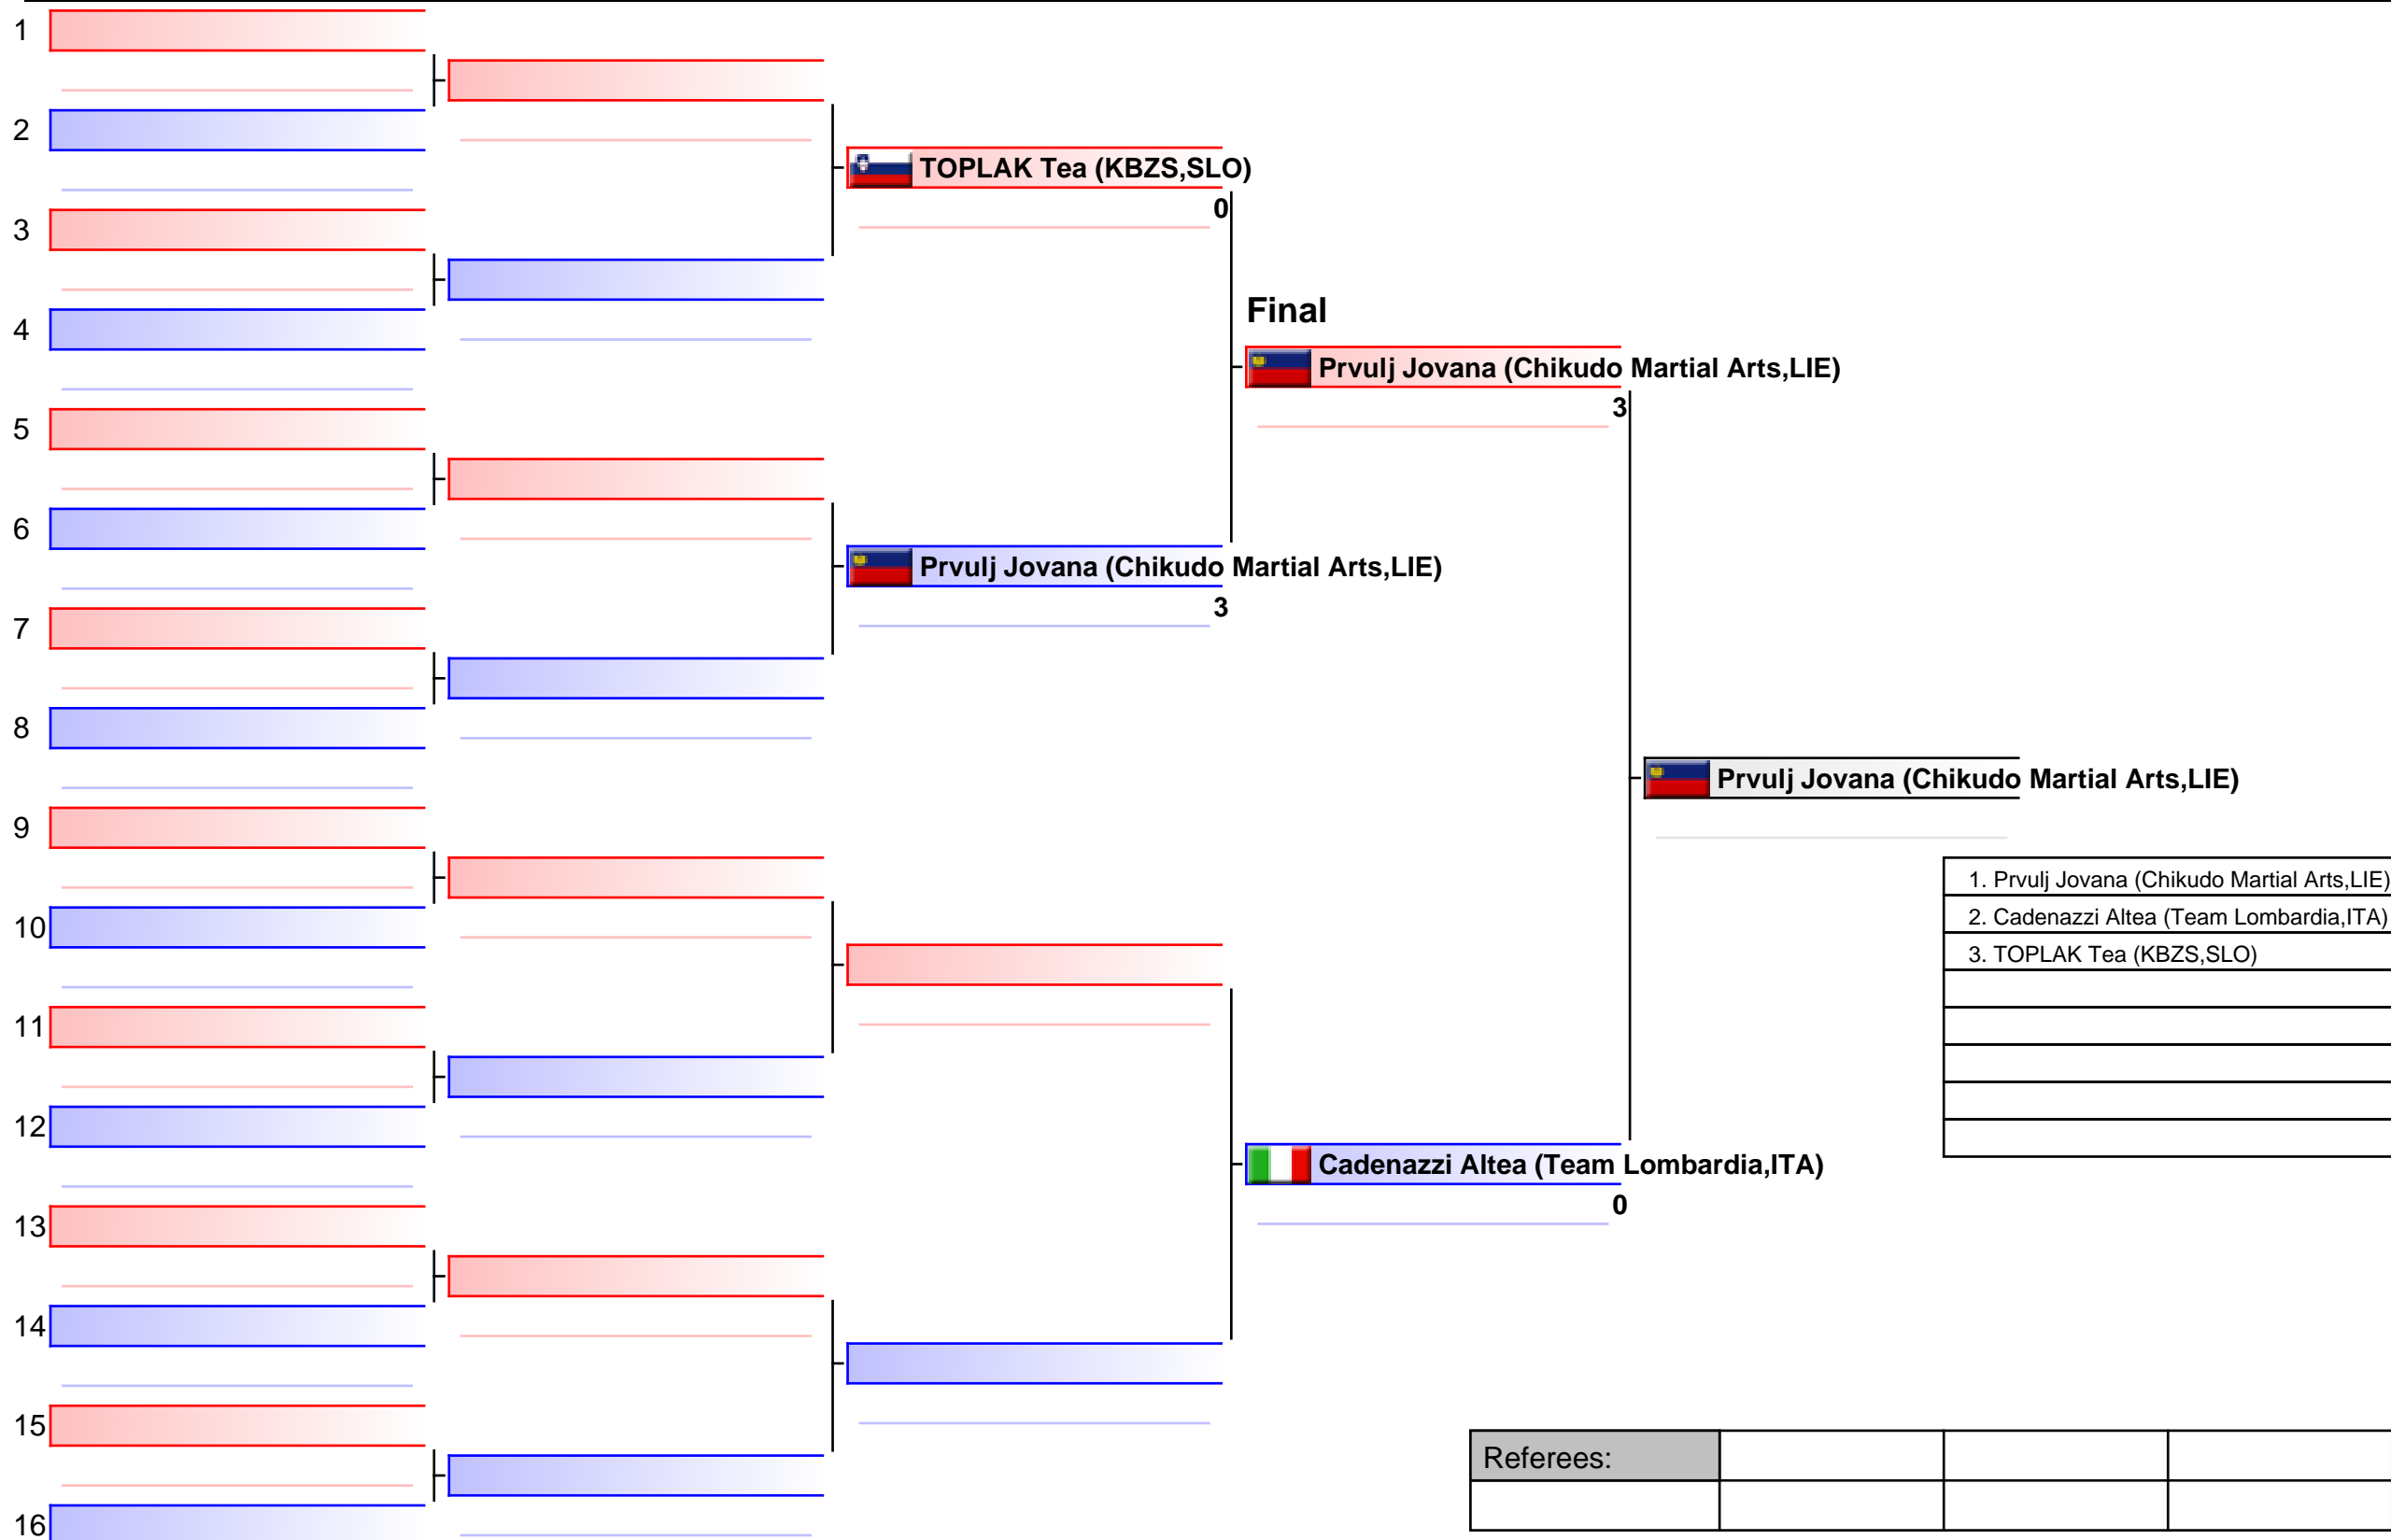 1
2
3
4
5
6
7
8
9
10
11
12
13
14
15
16
TOPLAK Tea (KBZS,SLO)
0
Prvulj Jovana (Chikudo Martial Arts,LIE)
3
Final
Prvulj Jovana (Chikudo Martial Arts,LIE)
3
Cadenazzi Altea (Team Lombardia,ITA)
0
Prvulj Jovana (Chikudo Martial Arts,LIE)
1. Prvulj Jovana (Chikudo Martial Arts,LIE)
2. Cadenazzi Altea (Team Lombardia,ITA)
3. TOPLAK Tea (KBZS,SLO)
Referees: